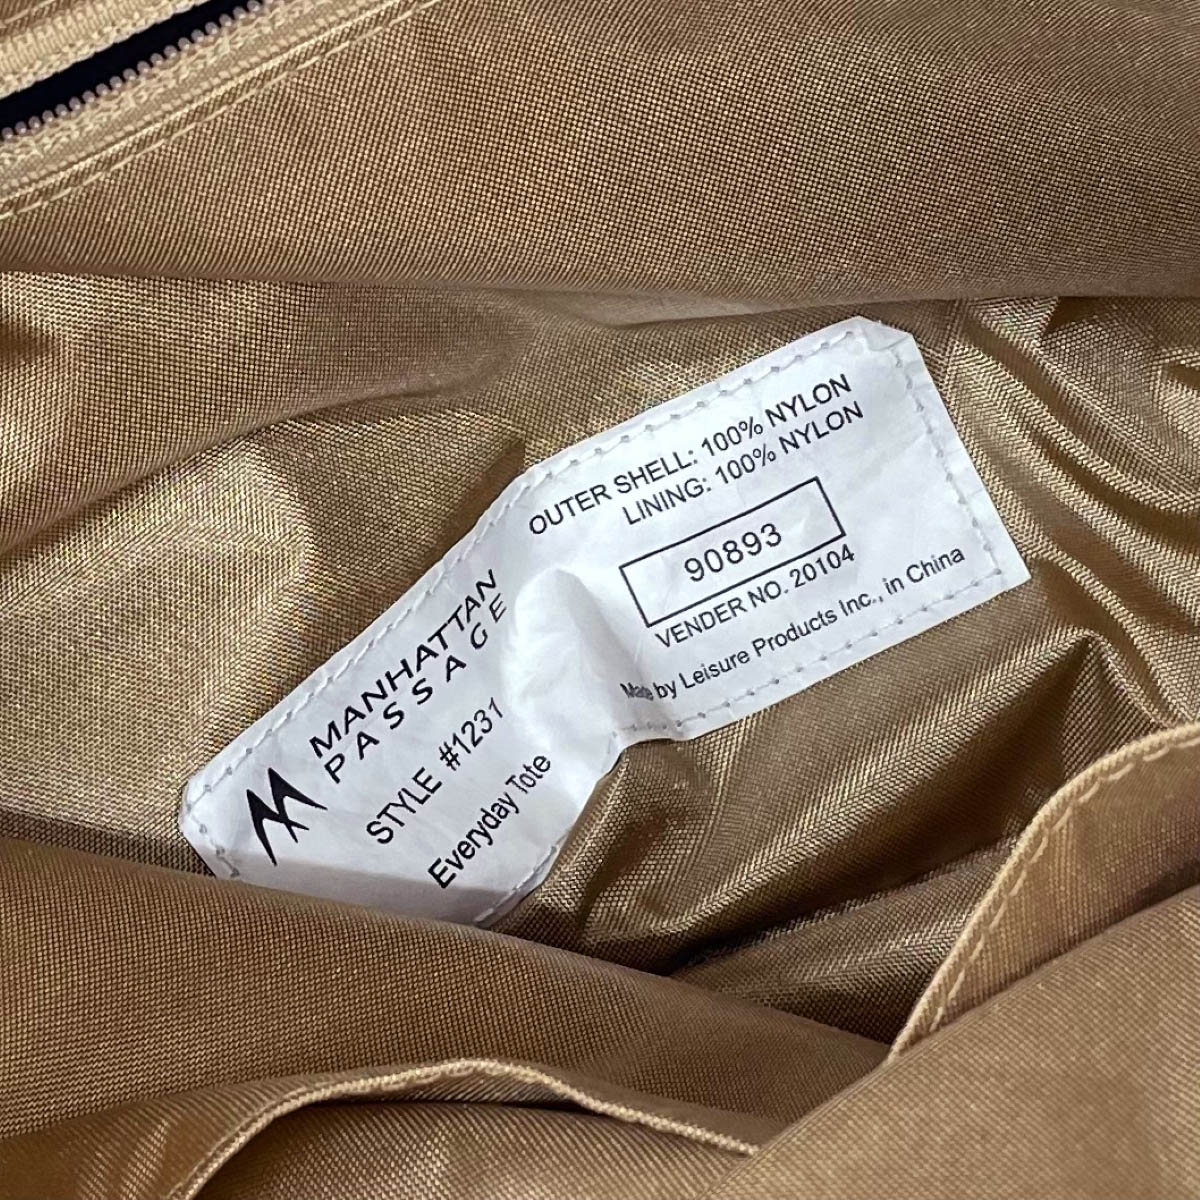 MANHATTAN
PASSAGE
STYLE #1231
Everyday Tote
OUTER SHELL: 100% NYLON
LINING: 100% NYLON
90893
VENDER NO. 20104
Made by Leisure Products Inc., in China